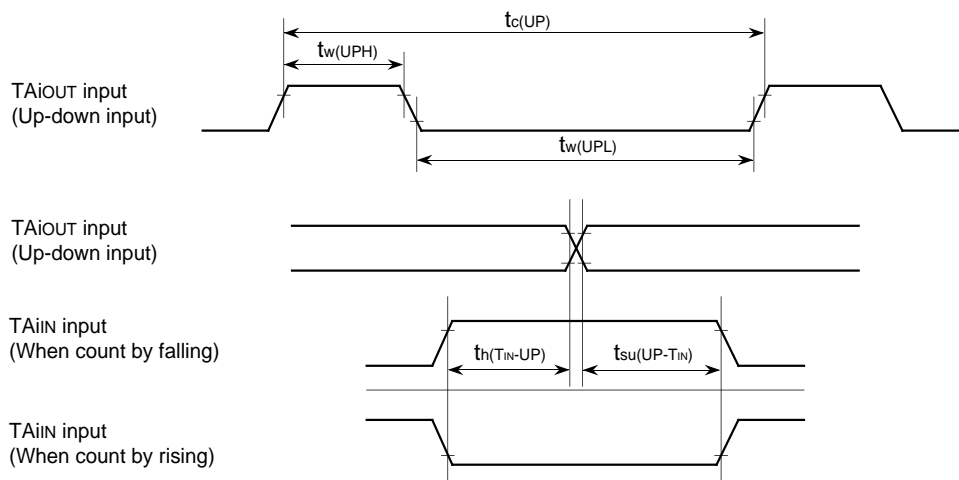 tc(UP)
tw(UPH)
TAiOUT input
(Up-down input)
tw(UPL)
TAiOUT input
(Up-down input)
TAiIN input
(When count by falling)
th(TIN-UP)
tsu(UP-TIN)
TAiIN input
(When count by rising)